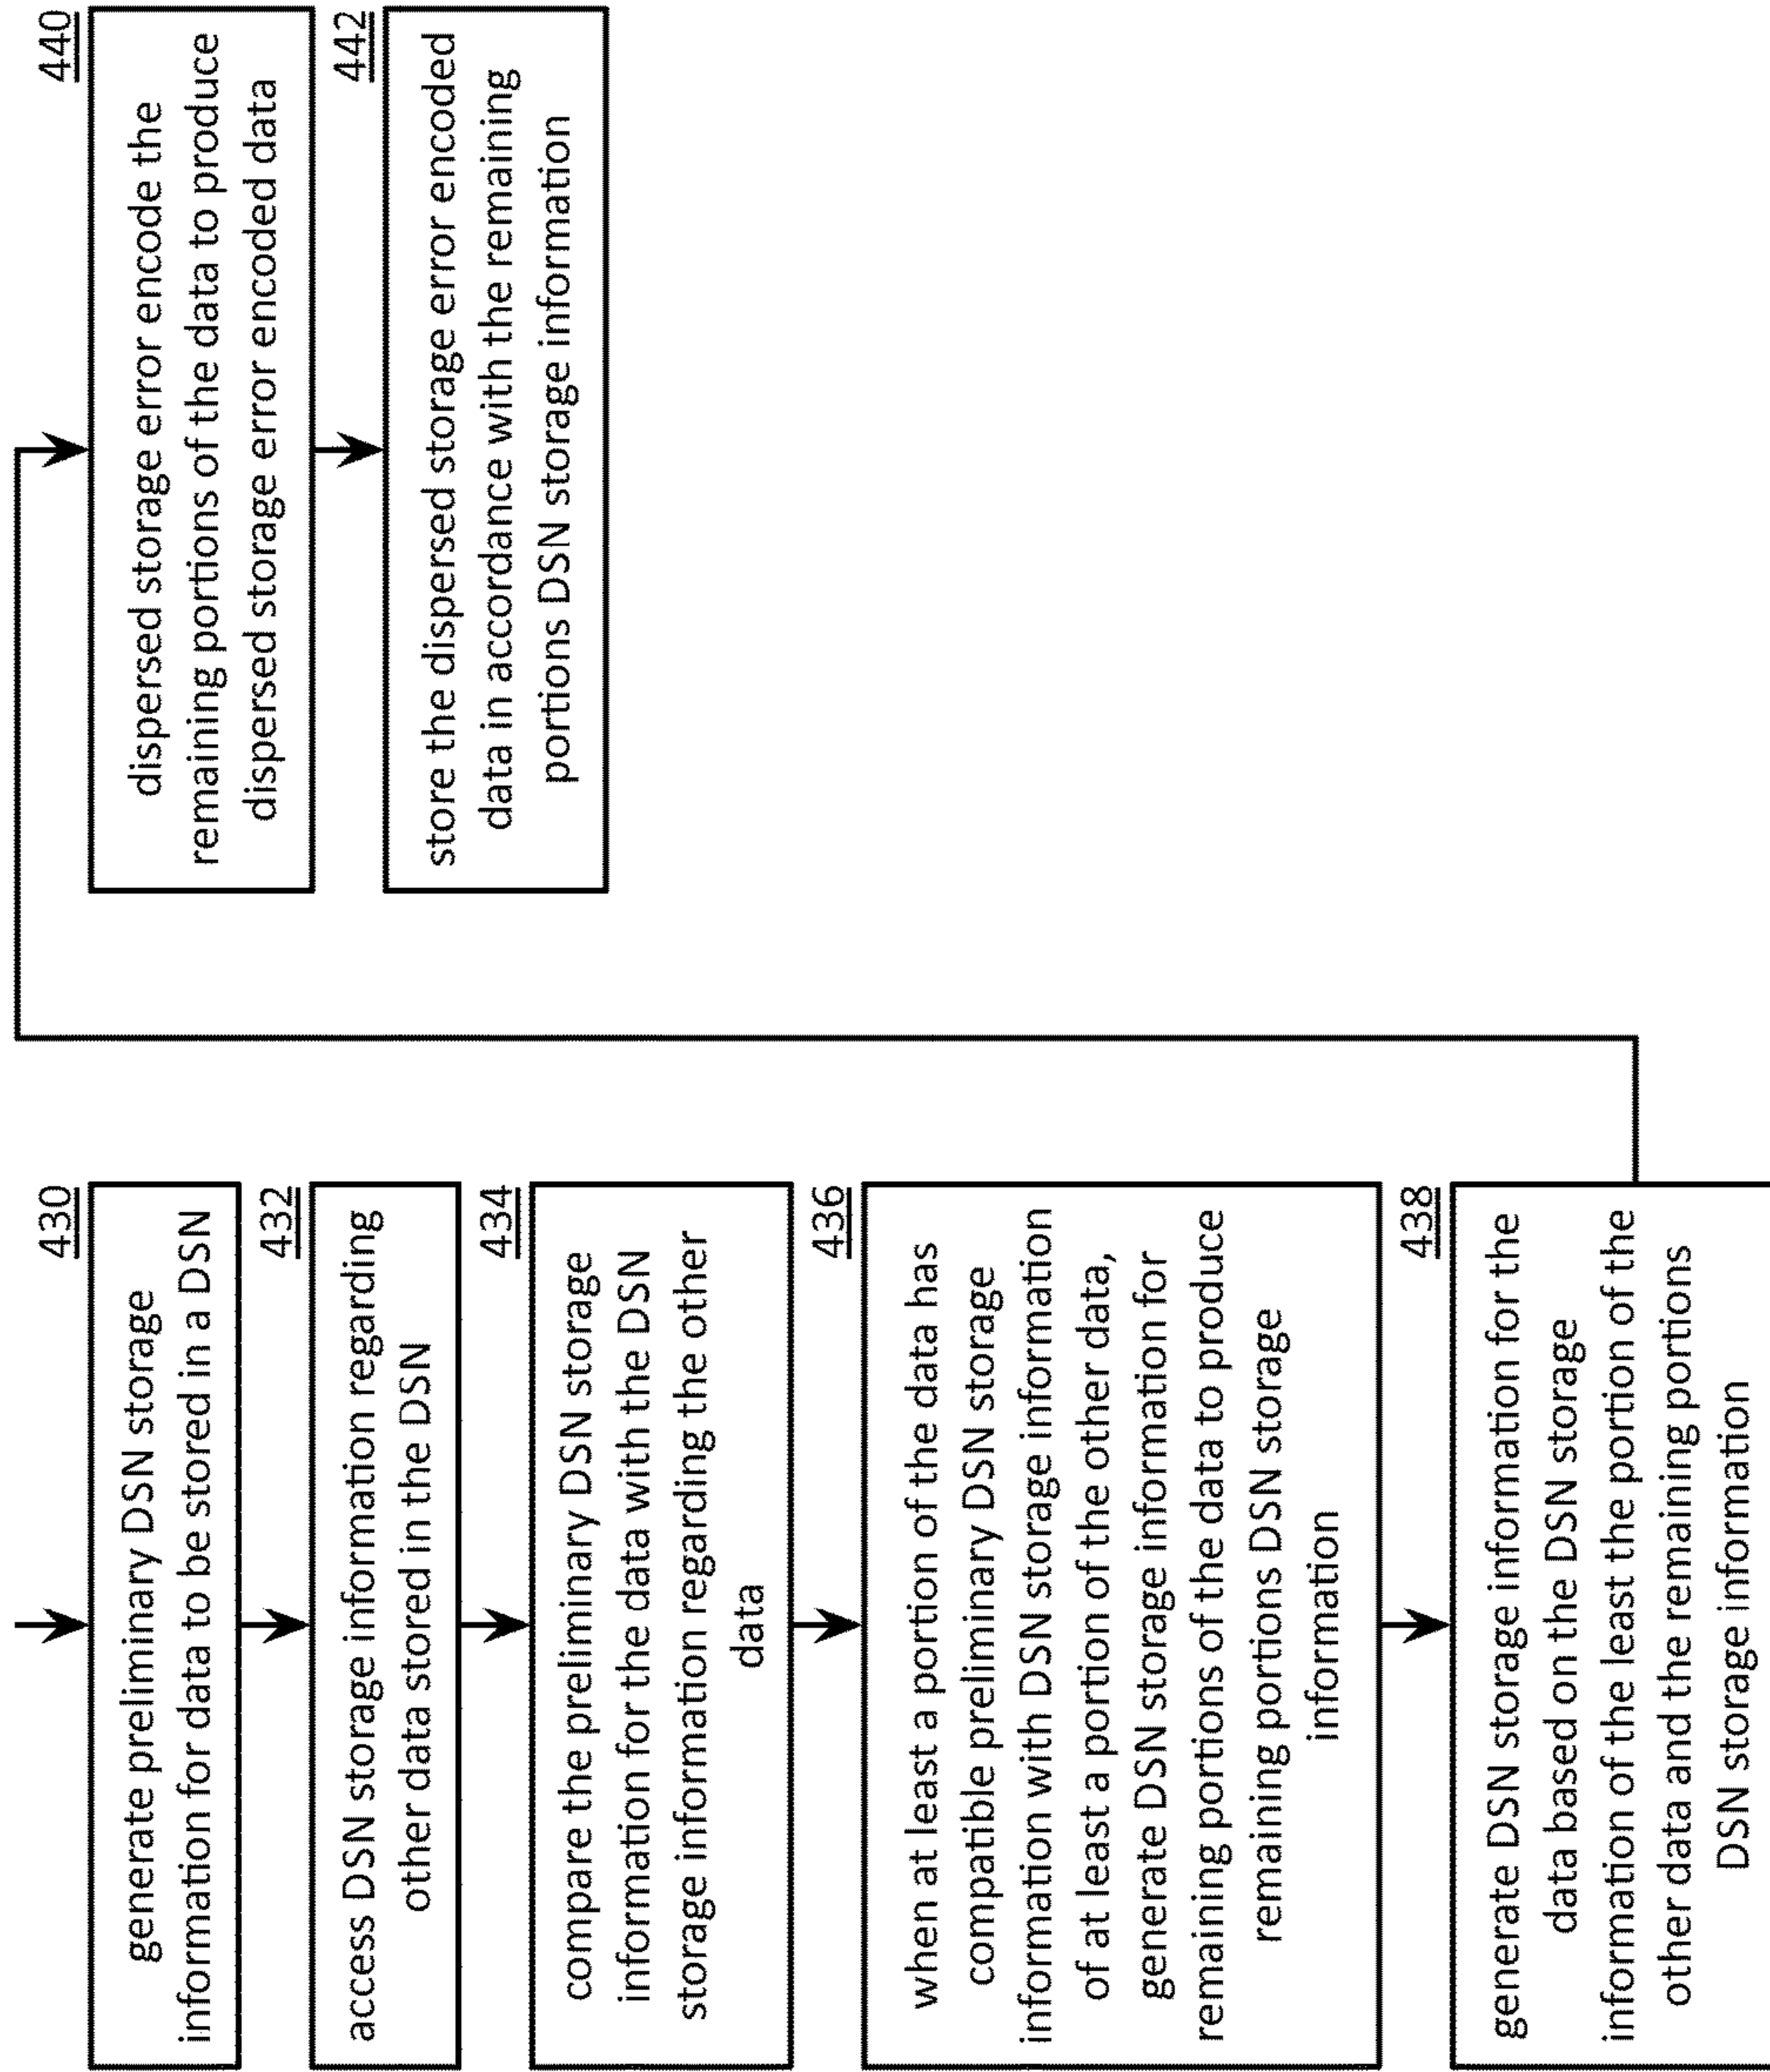 430
generate preliminary DSN storage
information for data to be stored in a DSN
432
access DSN storage information regarding
other data stored in the DSN
434
compare the preliminary DSN storage
information for the data with the DSN
storage information regarding the other
data
436
when at least a portion of the data has
compatible preliminary DSN storage
information with DSN storage information
of at least a portion of the other data,
generate DSN storage information for
remaining portions of the data to produce
remaining portions DSN storage
information
438
generate DSN storage information for the
data based on the DSN storage
information of the least the portion of the
other data and the remaining portions
DSN storage information
440
dispersed storage error encode the
remaining portions of the data to produce
dispersed storage error encoded data
442
store the dispersed storage error encoded
data in accordance with the remaining
portions DSN storage information